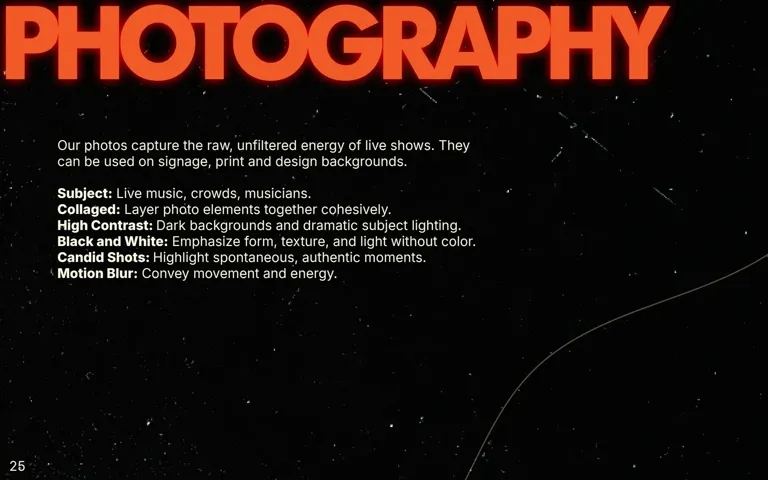 PHOTOGRAPHY
Our photos capture the raw, unfiltered energy of live shows. They
can be used on signage, print and design backgrounds.
Subject: Live music, crowds, musicians.
Collaged: Layer photo elements together cohesively.
High Contrast: Dark backgrounds and dramatic subject lighting.
Black and White: Emphasize form, texture, and light without color.
Candid Shots: Highlight spontaneous, authentic moments.
Motion Blur: Convey movement and energy.
25